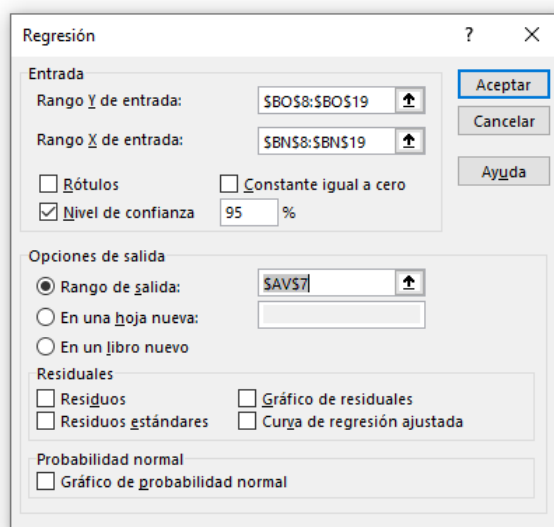 Regresión ? ×
Entrada
Rango Y de entrada: $BO$8:$BO$19
Rango X de entrada: $BN$8:$BN$19
Rótulos Constante igual a cero
Nivel de confianza 95 %
Aceptar
Cancelar
Ayuda
Opciones de salida
Rango de salida: $AV$7
En una hoja nueva:
En un libro nuevo
Residuales
Residuos Gráfico de residuales
Residuos estándares Curva de regresión ajustada
Probabilidad normal
Gráfico de probabilidad normal